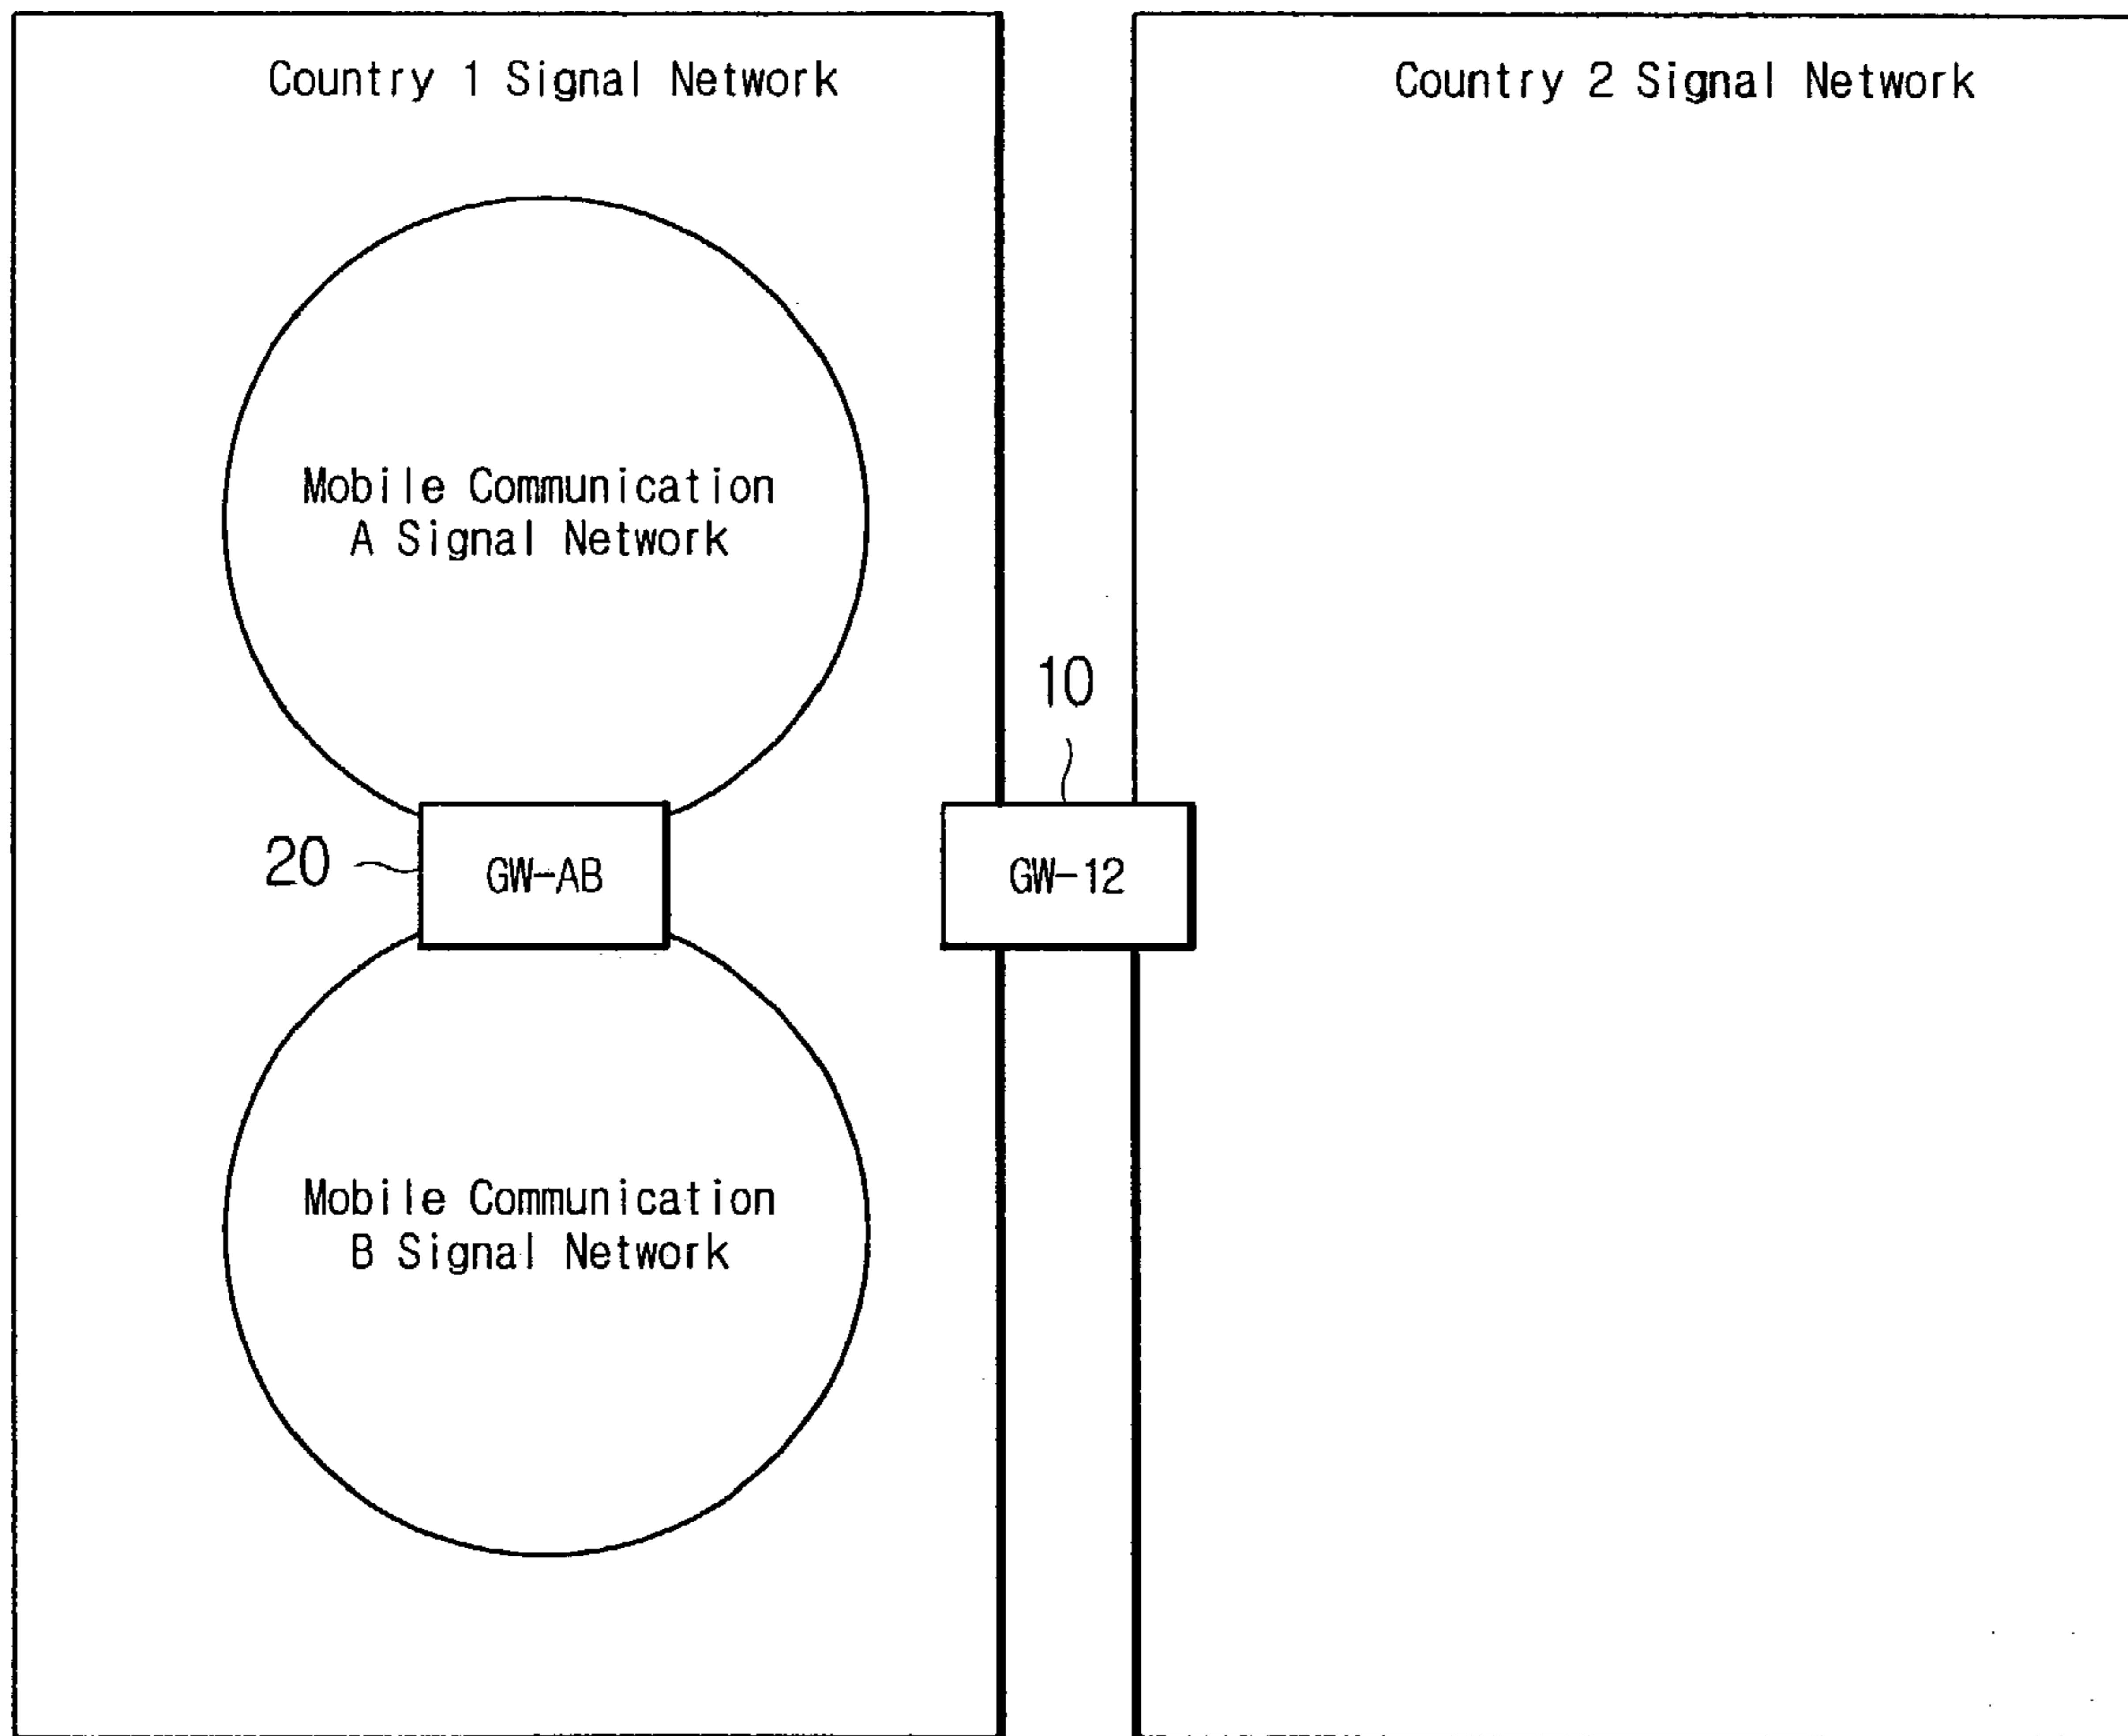 Country 1 Signal Network
Country 2 Signal Network
Mobile Communication
A Signal Network
10
20
GW-AB
GW-12
Mobile Communication
B Signal Network